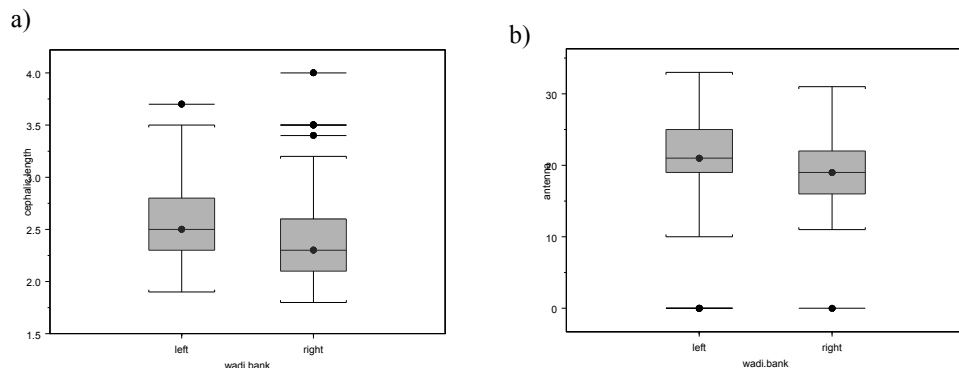 a)
cephalic.length
4.0
3.5
3.0
2.5
2.0
1.5
left
right
wadi.bank
b)
antenna
30
20
10
0
left
right
wadi.bank